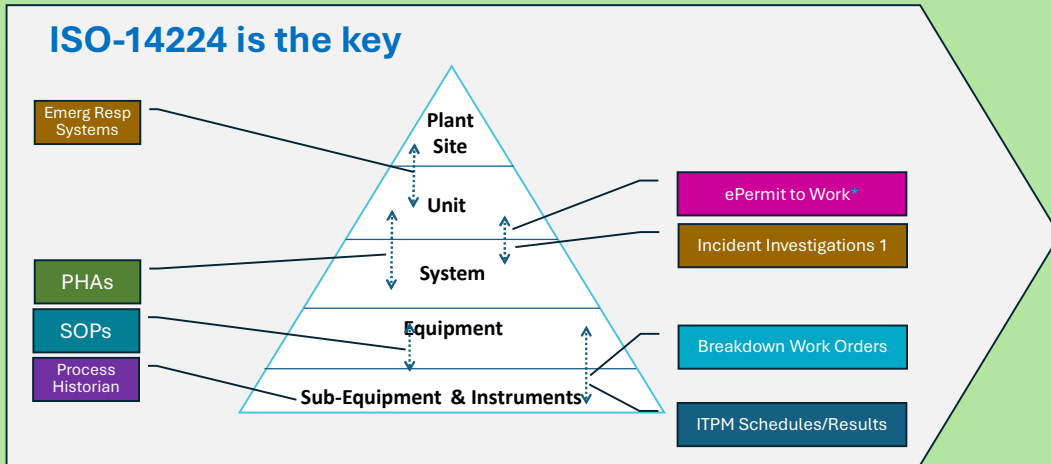 ISO-14224 is the key
Emerg Resp
Systems
PHAs
SOPs
Process
Historian
Plant
Site
Unit
System
Equipment
Sub-Equipment & Instruments
ePermit to Work*
Incident Investigations 1
Breakdown Work Orders
ITPM Schedules/Results